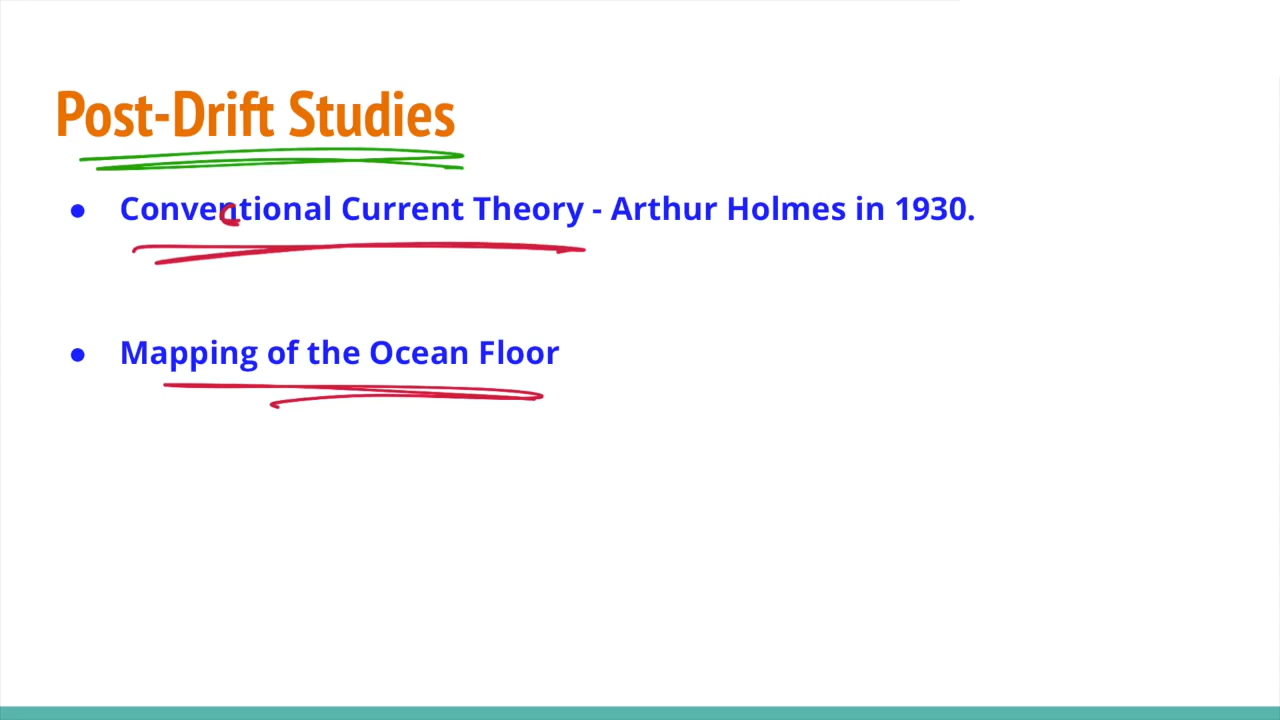 Post-Drift Studies
● Conventional Current Theory - Arthur Holmes in 1930.
c
● Mapping of the Ocean Floor